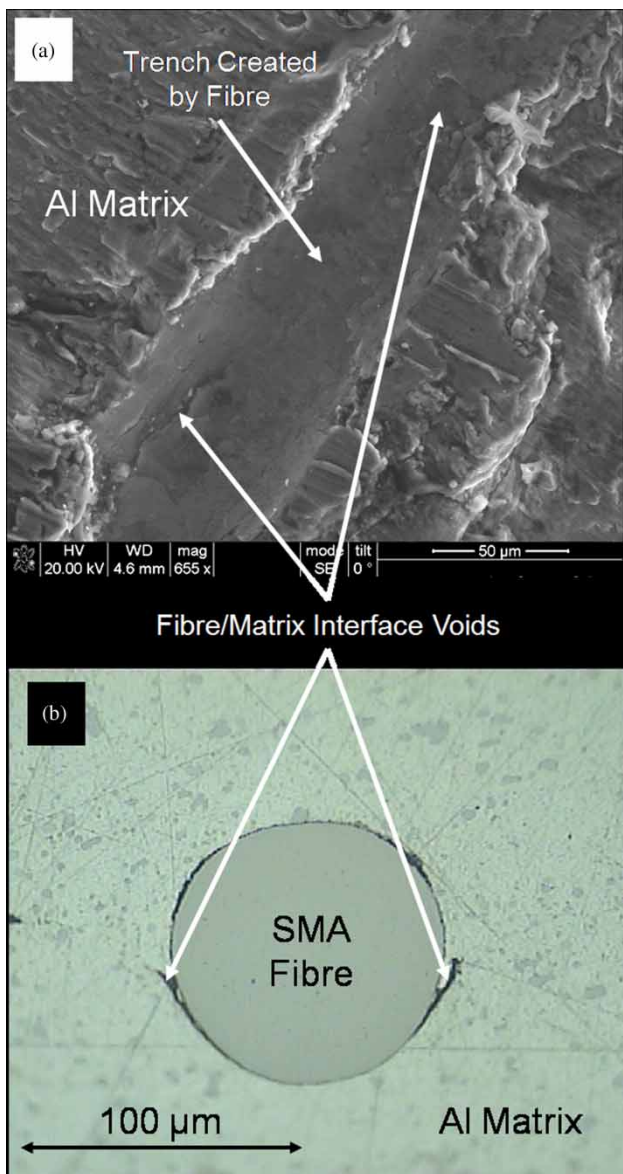 (a)
Trench Created
by Fibre
Al Matrix
HV WD mag mode tilt 50 µm
20.00 kV 4.6 mm 655 x SE 0 °
Fibre/Matrix Interface Voids
(b)
SMA
Fibre
100 µm
Al Matrix